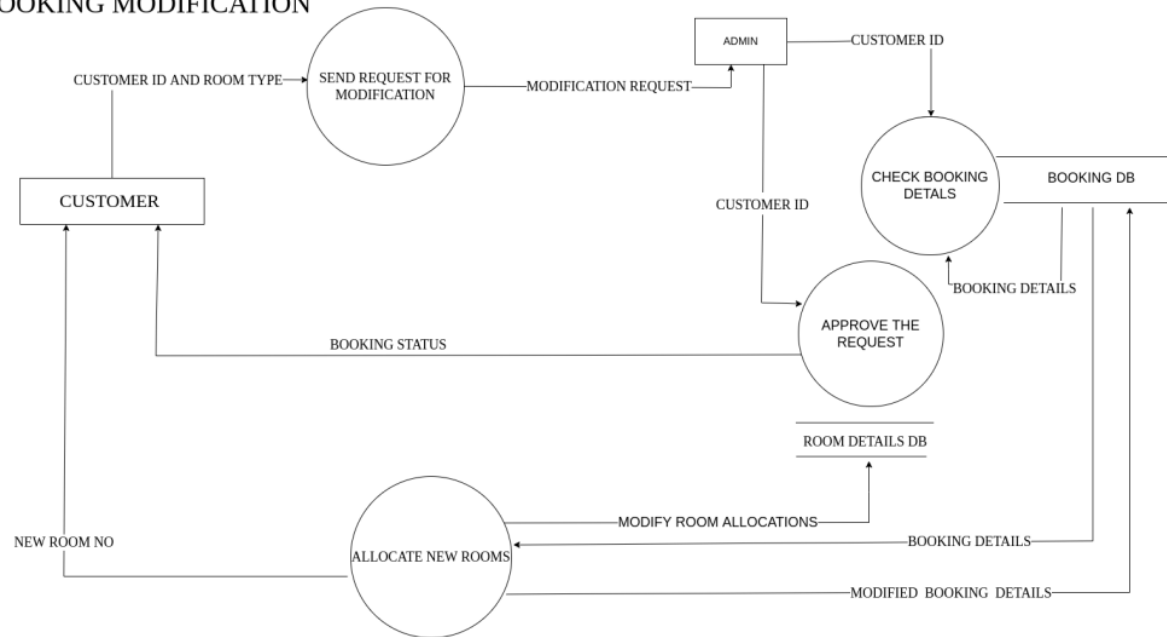 OOKING MODIFICATION
ADMIN
CUSTOMER ID
CUSTOMER ID AND ROOM TYPE
SEND REQUEST FOR
MODIFICATION
MODIFICATION REQUEST
CHECK BOOKING
DETALS
BOOKING DB
CUSTOMER
CUSTOMER ID
BOOKING DETAILS
APPROVE THE
REQUEST
BOOKING STATUS
ROOM DETAILS DB
MODIFY ROOM ALLOCATIONS
NEW ROOM NO
BOOKING DETAILS
ALLOCATE NEW ROOMS
MODIFIED BOOKING DETAILS